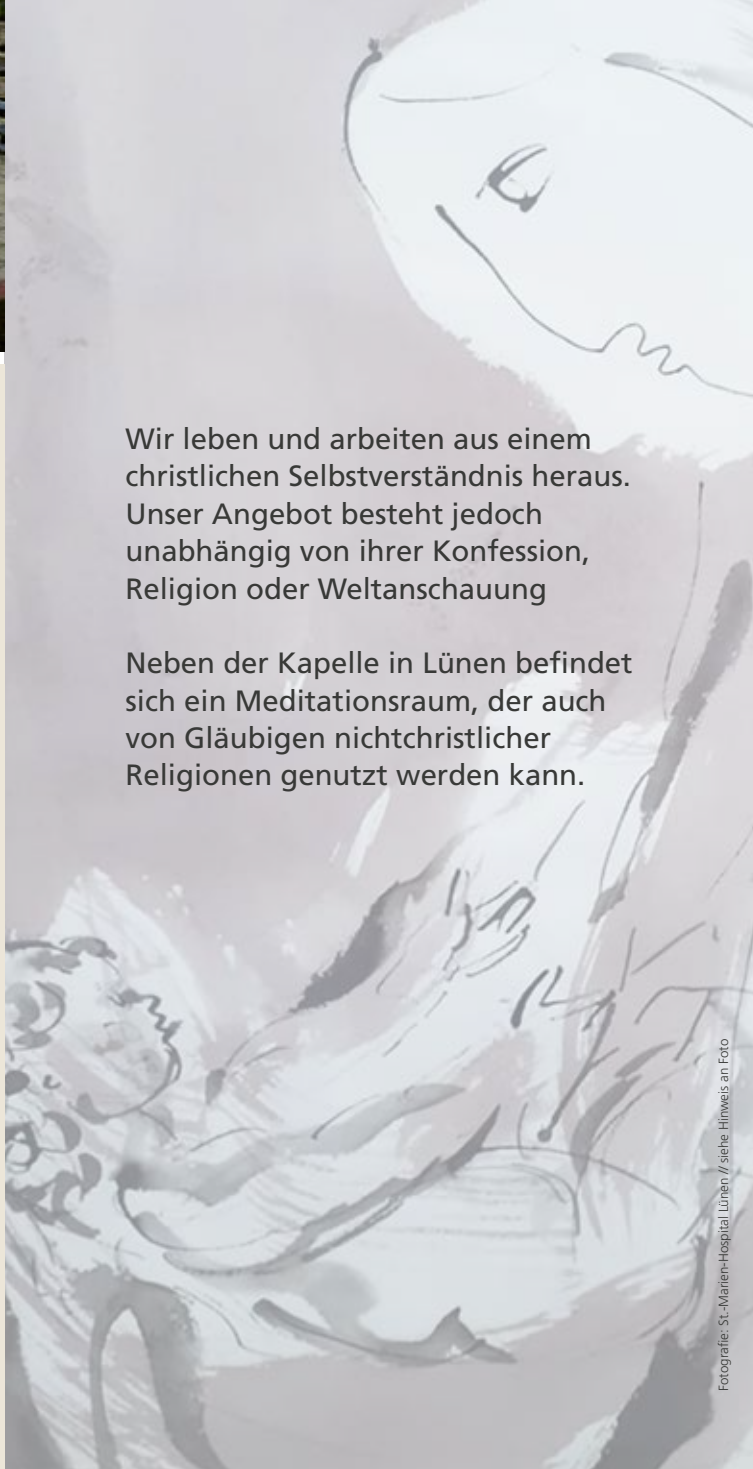 Wir leben und arbeiten aus einem
christlichen Selbstverständnis heraus.
Unser Angebot besteht jedoch
unabhängig von ihrer Konfession,
Religion oder Weltanschauung
Neben der Kapelle in Lünen befindet
sich ein Meditationsraum, der auch
von Gläubigen nichtchristlicher
Religionen genutzt werden kann.
Fotografie: St.-Marien-Hospital Lünen // siehe Hinweis an Foto